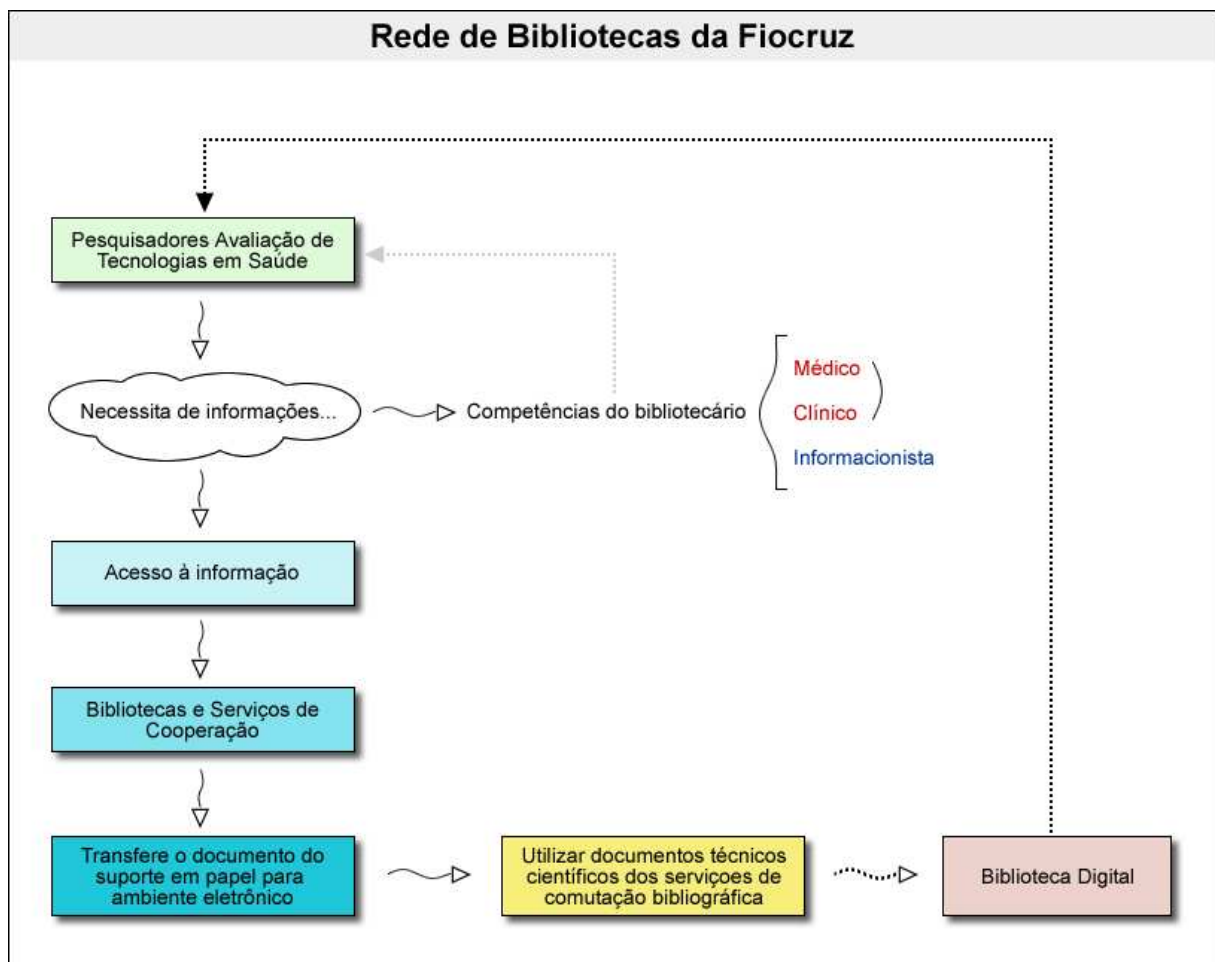 Rede de Bibliotecas da Fiocruz
Pesquisadores Avaliação de
Tecnologias em Saúde
Necessita de informações...
Competências do bibliotecário
Médico
Clínico
Informacionista
Acesso à informação
Bibliotecas e Serviços de
Cooperação
Transfere o documento do
suporte em papel para
ambiente eletrônico
Utilizar documentos técnicos
científicos dos serviçoes de
comutação bibliográfica
Biblioteca Digital